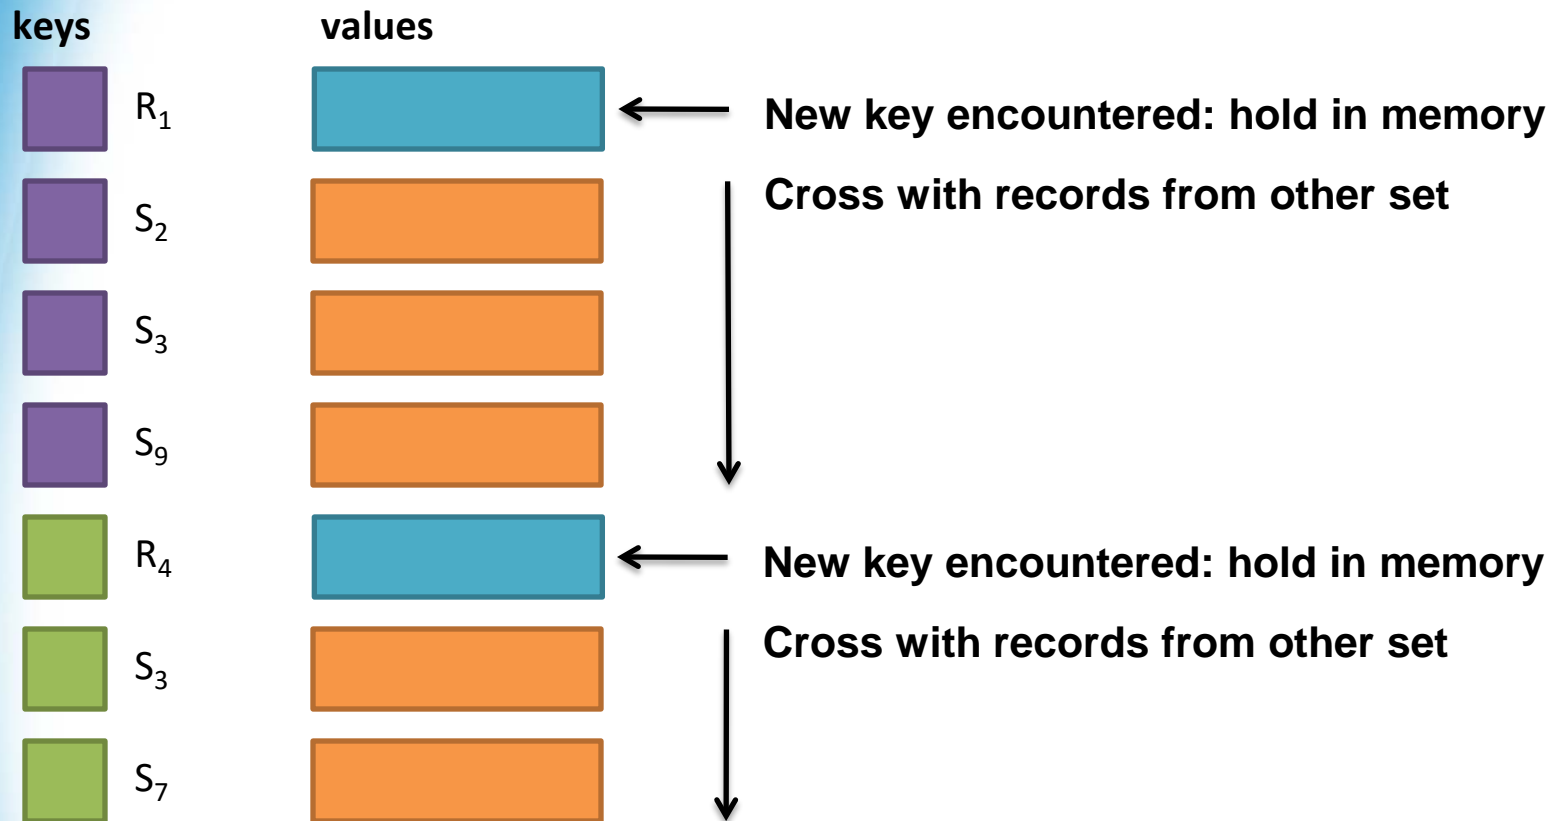 keys values
R₁ New key encountered: hold in memory
S₂ Cross with records from other set
S₃
S₉
R₄ New key encountered: hold in memory
S₃ Cross with records from other set
S₇